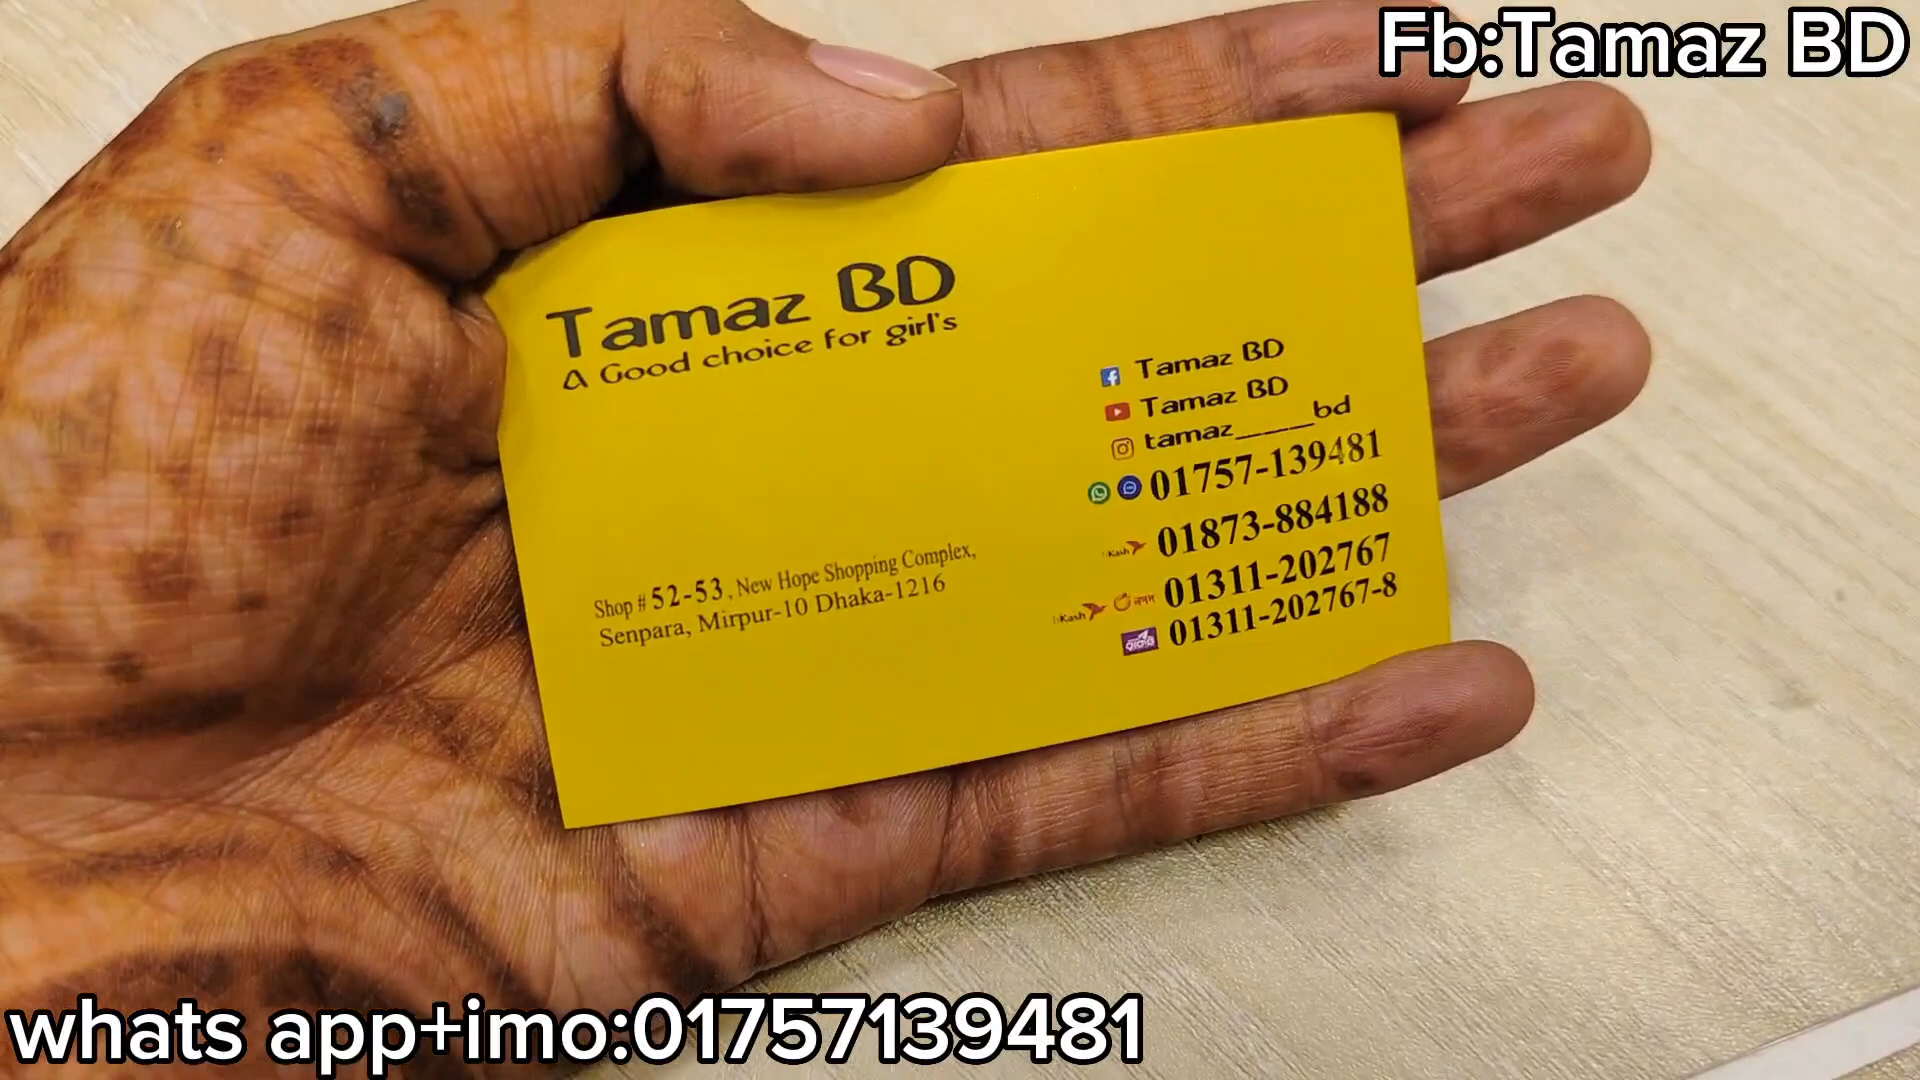 Fb:Tamaz BD
Tamaz BD
A Good choice for girl's
Tamaz BD
Tamaz BD
tamaz____bd
01757-139481
01873-884188
01311-202767
01311-202767-8
Shop # 52-53, New Hope Shopping Complex,
Senpara, Mirpur-10 Dhaka-1216
whats app+imo:01757139481